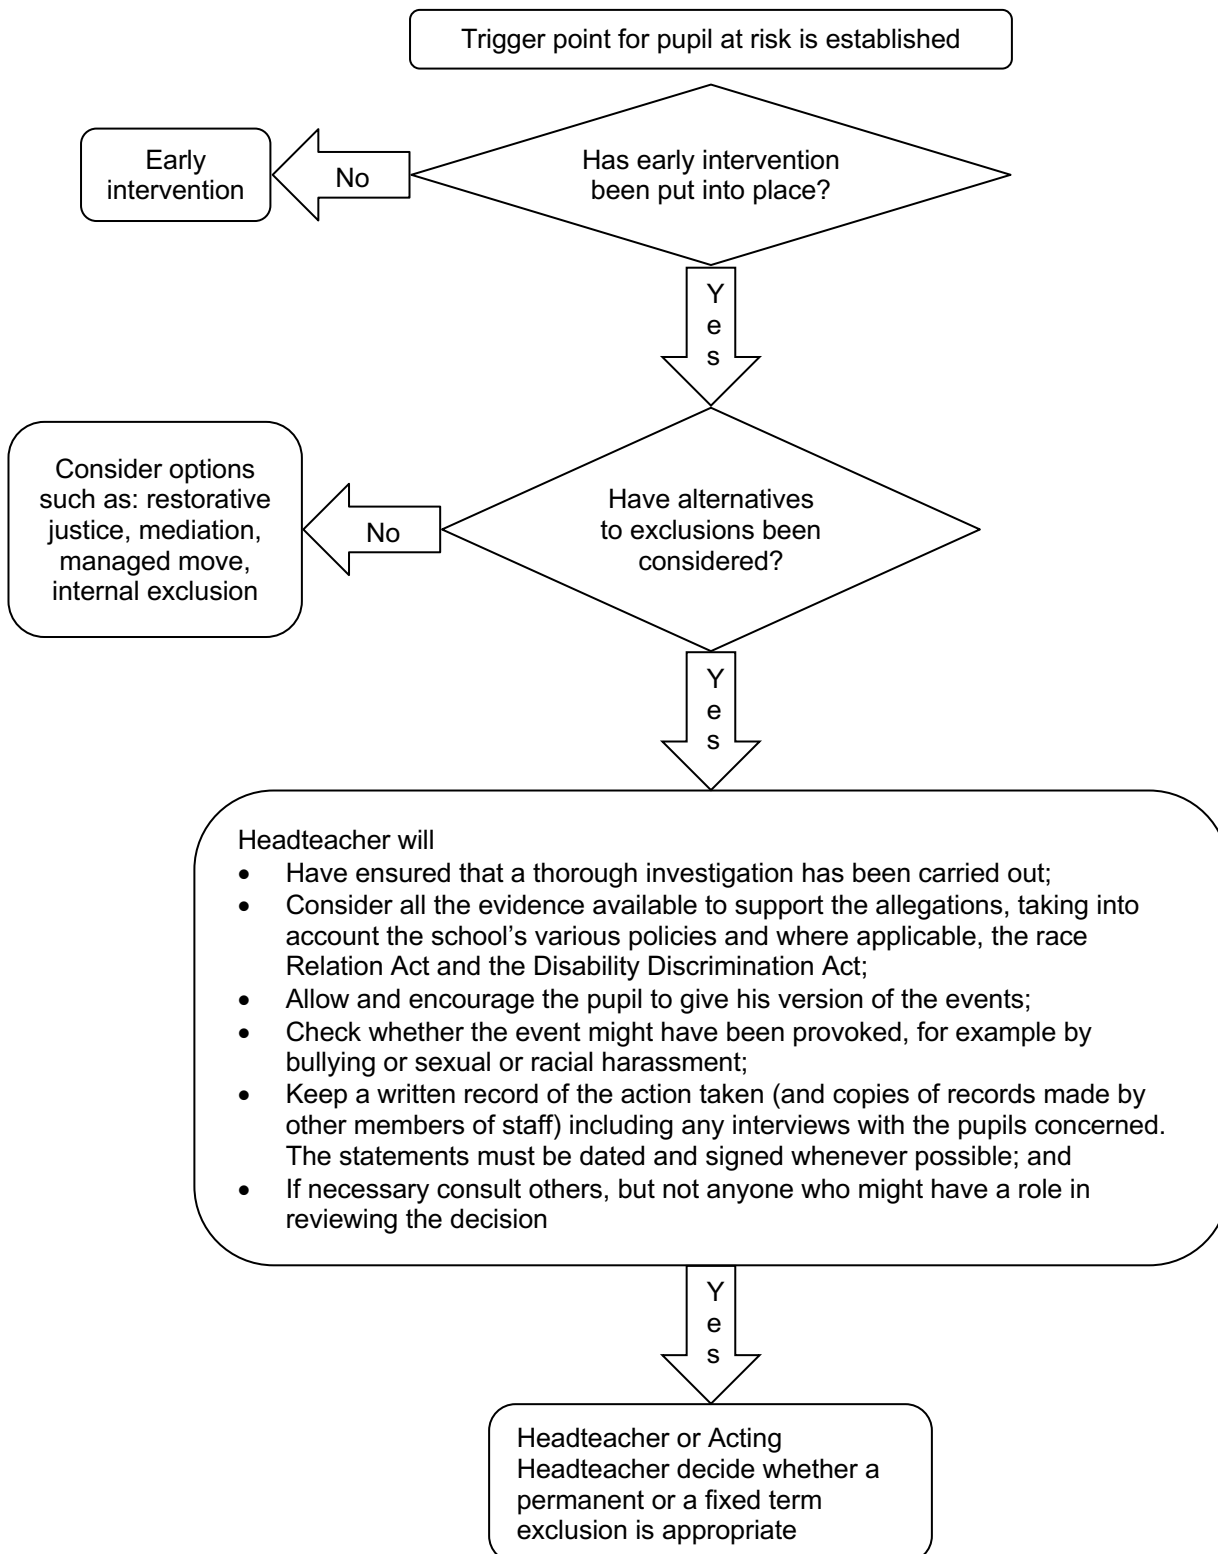 Trigger point for pupil at risk is established
Early
intervention
No
Has early intervention
been put into place?
Yes
Consider options
such as: restorative
justice, mediation,
managed move,
internal exclusion
No
Have alternatives
to exclusions been
considered?
Yes
Headteacher will
• Have ensured that a thorough investigation has been carried out;
• Consider all the evidence available to support the allegations, taking into
account the school’s various policies and where applicable, the race
Relation Act and the Disability Discrimination Act;
• Allow and encourage the pupil to give his version of the events;
• Check whether the event might have been provoked, for example by
bullying or sexual or racial harassment;
• Keep a written record of the action taken (and copies of records made by
other members of staff) including any interviews with the pupils concerned.
The statements must be dated and signed whenever possible; and
• If necessary consult others, but not anyone who might have a role in
reviewing the decision
Yes
Headteacher or Acting
Headteacher decide whether a
permanent or a fixed term
exclusion is appropriate